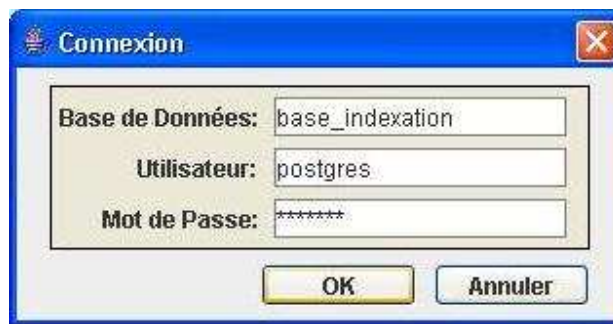 Connexion
Base de Données: base_indexation
Utilisateur: postgres
Mot de Passe: *******
OK Annuler